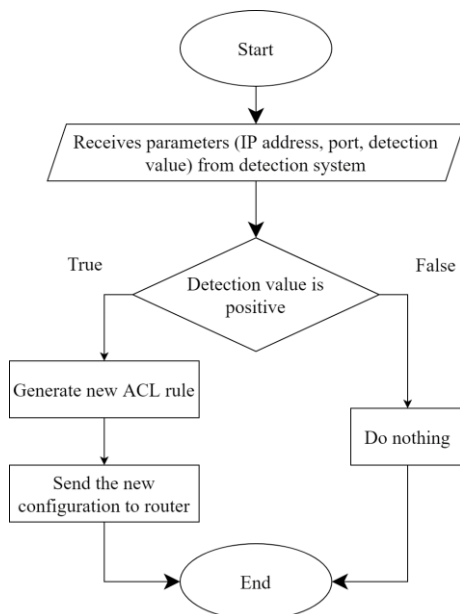 Start
Receives parameters (IP address, port, detection
value) from detection system
True
False
Detection value is
positive
Generate new ACL rule
Do nothing
Send the new
configuration to router
End